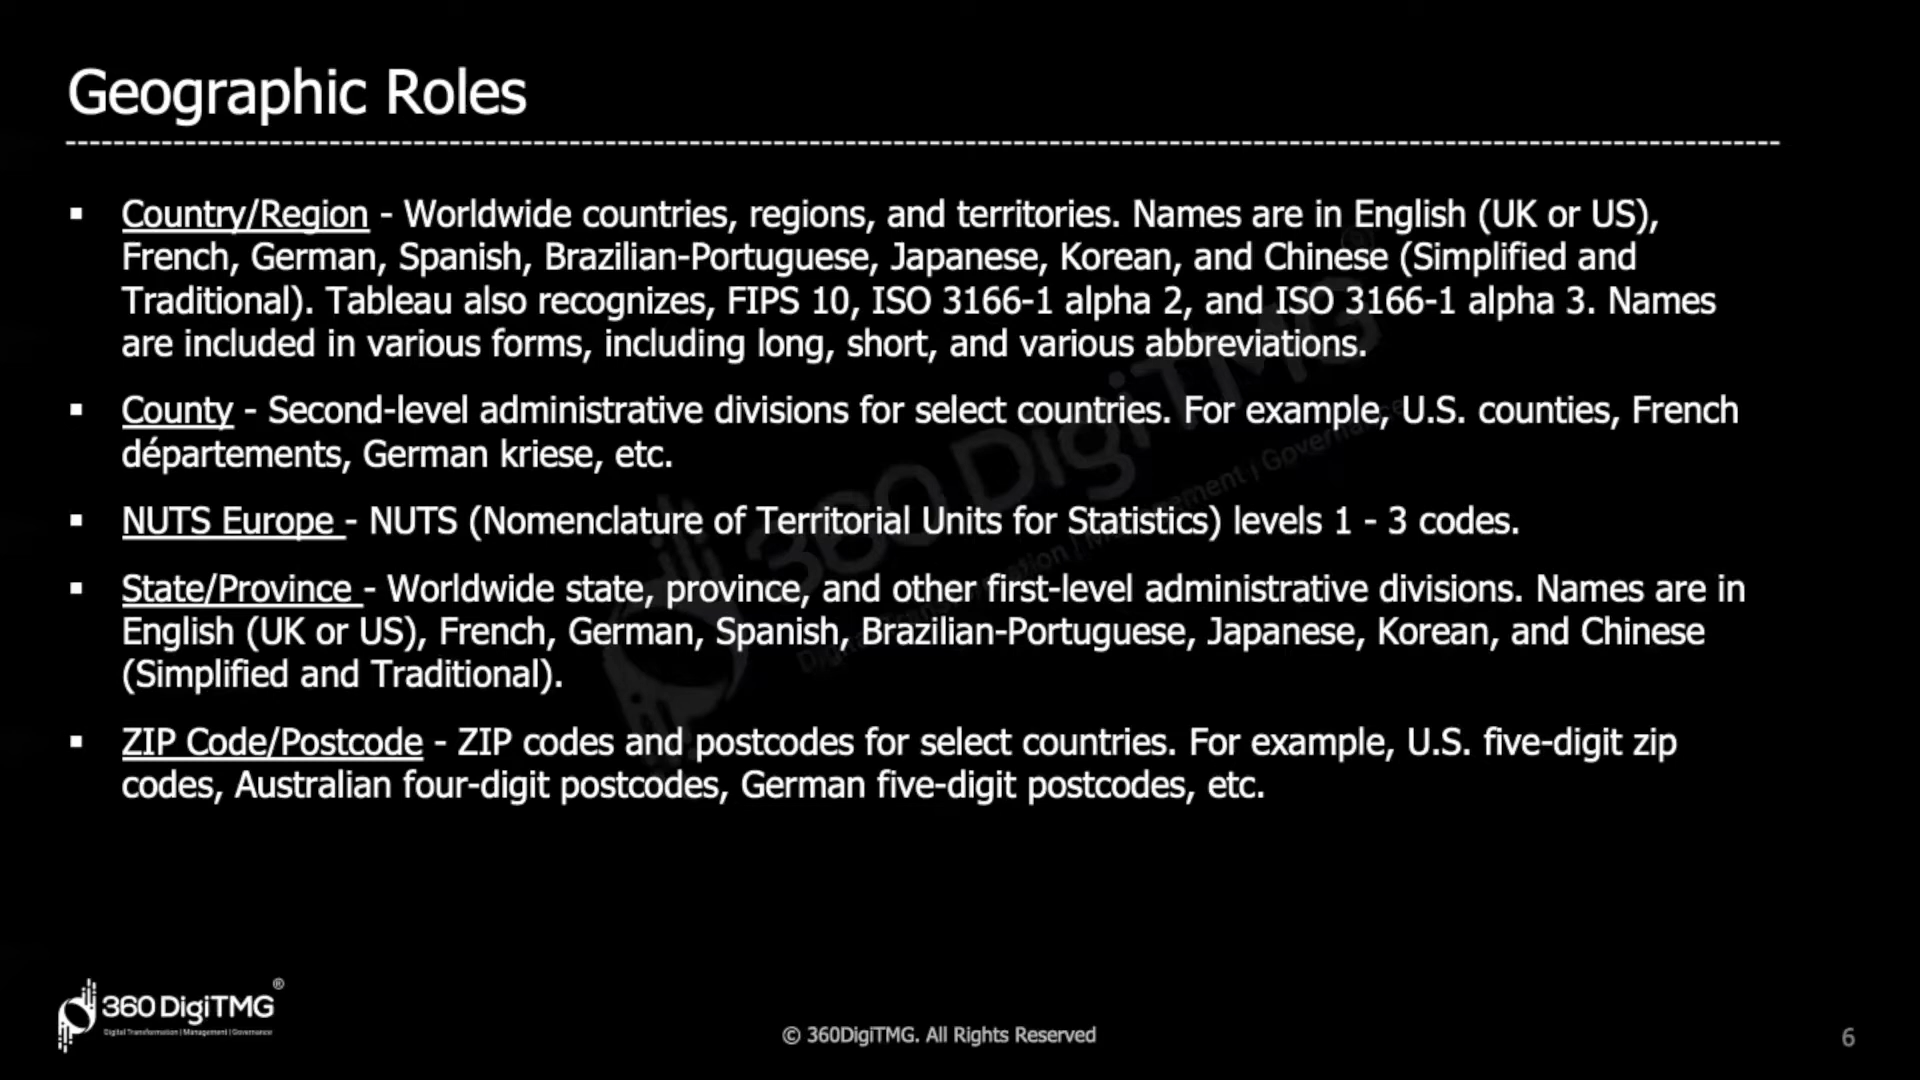 Geographic Roles
▪ Country/Region - Worldwide countries, regions, and territories. Names are in English (UK or US),
French, German, Spanish, Brazilian-Portuguese, Japanese, Korean, and Chinese (Simplified and
Traditional). Tableau also recognizes, FIPS 10, ISO 3166-1 alpha 2, and ISO 3166-1 alpha 3. Names
are included in various forms, including long, short, and various abbreviations.
▪ County - Second-level administrative divisions for select countries. For example, U.S. counties, French
départements, German kriese, etc.
▪ NUTS Europe - NUTS (Nomenclature of Territorial Units for Statistics) levels 1 - 3 codes.
▪ State/Province - Worldwide state, province, and other first-level administrative divisions. Names are in
English (UK or US), French, German, Spanish, Brazilian-Portuguese, Japanese, Korean, and Chinese
(Simplified and Traditional).
▪ ZIP Code/Postcode - ZIP codes and postcodes for select countries. For example, U.S. five-digit zip
codes, Australian four-digit postcodes, German five-digit postcodes, etc.
360 DigiTMG
360 DigiTMG®
Digital Transformation | Management | Governance
© 360DigiTMG. All Rights Reserved
6